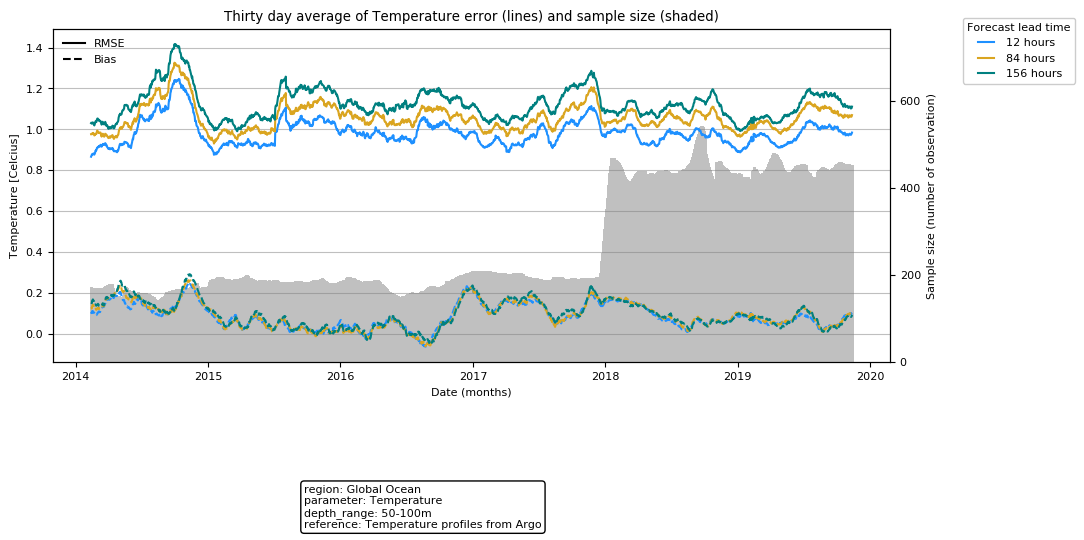 Thirty day average of Temperature error (lines) and sample size (shaded)
Forecast lead time
12 hours
84 hours
156 hours
RMSE
Bias
1.4
1.2
1.0
0.8
0.6
0.4
0.2
0.0
Temperature [Celcius]
600
400
200
0
Sample size (number of observation)
2014 2015 2016 2017 2018 2019 2020
Date (months)
region: Global Ocean
parameter: Temperature
depth_range: 50-100m
reference: Temperature profiles from Argo